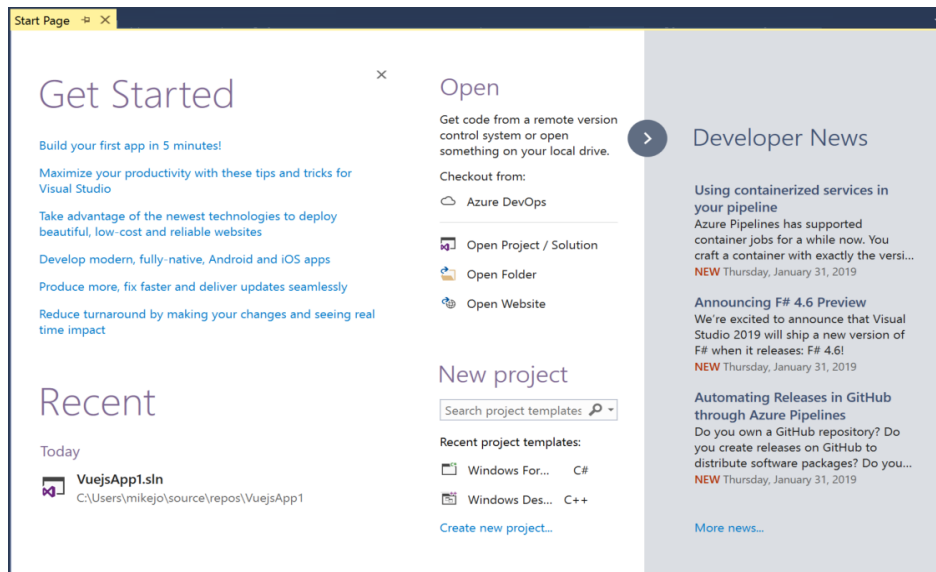 Start Page
Get Started
Build your first app in 5 minutes!
Maximize your productivity with these tips and tricks for
Visual Studio
Take advantage of the newest technologies to deploy
beautiful, low-cost and reliable websites
Develop modern, fully-native, Android and iOS apps
Produce more, fix faster and deliver updates seamlessly
Reduce turnaround by making your changes and seeing real
time impact
Recent
Today
VuejsApp1.sln
C:\Users\mikejo\source\repos\VuejsApp1
Open
Get code from a remote version
control system or open
something on your local drive.
Checkout from:
Azure DevOps
Open Project / Solution
Open Folder
Open Website
New project
Search project templates
Recent project templates:
Windows For... C#
Windows Des... C++
Create new project...
Developer News
Using containerized services in
your pipeline
Azure Pipelines has supported
container jobs for a while now. You
craft a container with exactly the versi...
NEW Thursday, January 31, 2019
Announcing F# 4.6 Preview
We're excited to announce that Visual
Studio 2019 will ship a new version of
F# when it releases: F# 4.6!
NEW Thursday, January 31, 2019
Automating Releases in GitHub
through Azure Pipelines
Do you own a GitHub repository? Do
you create releases on GitHub to
distribute software packages? Do you...
NEW Thursday, January 31, 2019
More news...